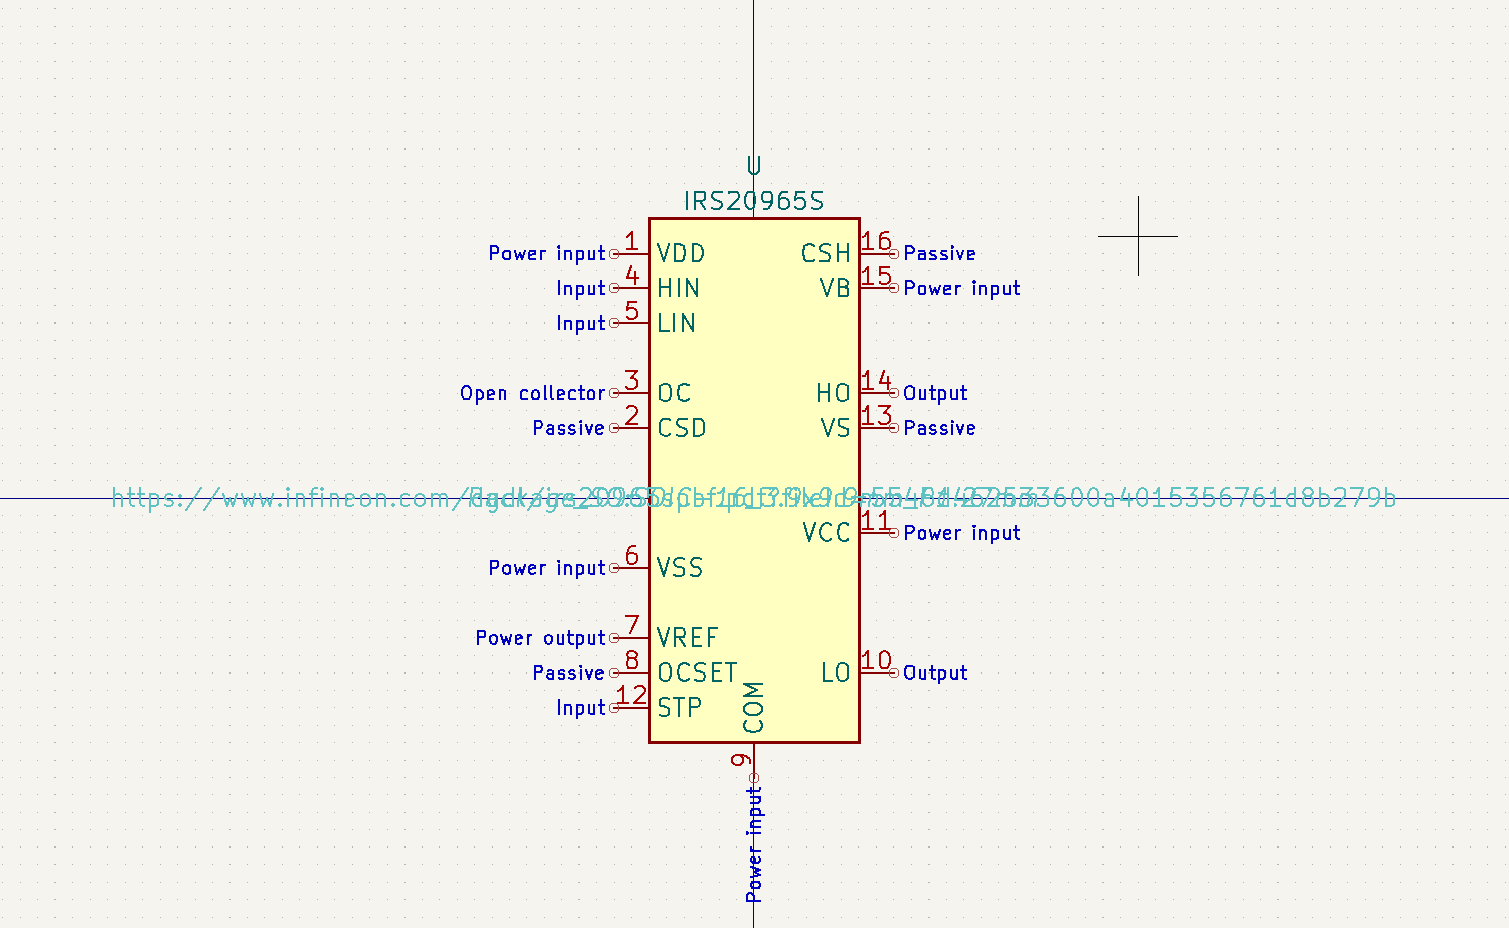 U
IRS20965S
Power input 1 VDD CSH 16 Passive
Input 4 HIN VB 15 Power input
Input 5 LIN
Open collector 3 OC HO 14 Output
Passive 2 CSD VS 13 Passive
https://www.infineon.com/
VCC 11 Power input
Power input 6 VSS
Power output 7 VREF
Passive 8 OCSET LO 10 Output
Input 12 STP
COM
9
Power input